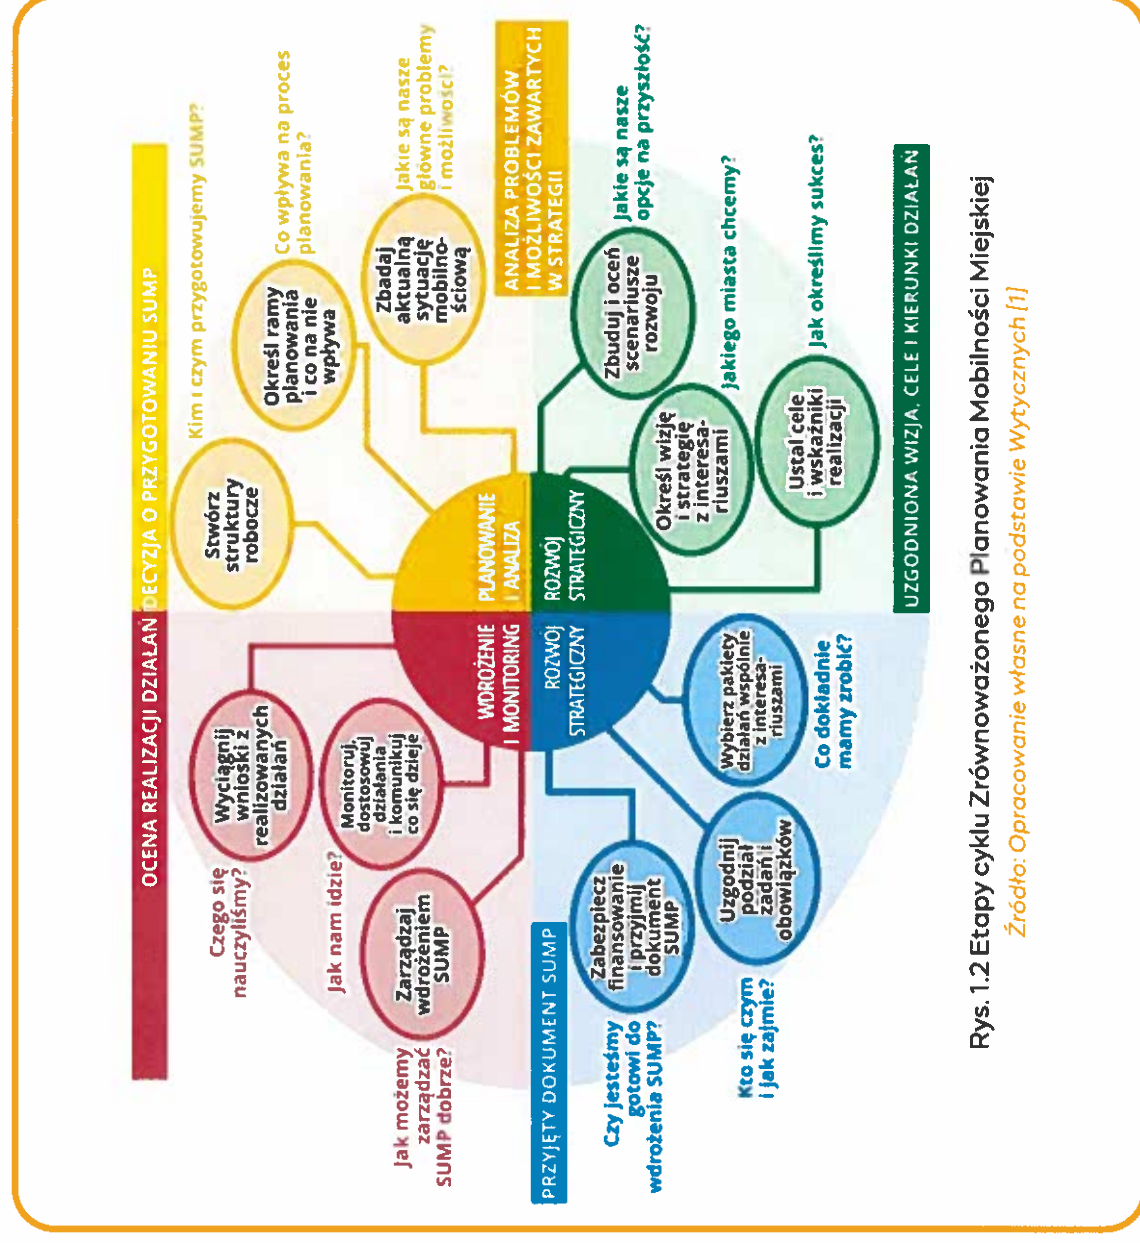 OCENA REALIZACJI DZIAŁAŃ
DECYZJA O PRZYGOTOWANIU SUMP
Kim i czym przygotowujemy SUMP?
Stwórz
struktury
robocze
Co wpływa na proces
planowania?
Określ ramy
planowania
i co na nie
wpływa
Jakie są nasze
główne problemy
i możliwości?
Zbadaj
aktualną
sytuację
mobilno-
ściową
ANALIZA PROBLEMÓW
I MOŻLIWOŚCI ZAWARTYCH
W STRATEGII
PLANOWANIE
I ANALIZA
ROZWÓJ
STRATEGICZNY
Jakie są nasze
opcje na przyszłość?
Zbuduj i oceń
scenariusze
rozwoju
Jakiego miasta chcemy?
Określ wizję
i strategię
z interesa-
riuszami
Jak określimy sukces?
Ustal cele
i wskaźniki
realizacji
UZGODNIONA WIZJA, CELE I KIERUNKI DZIAŁAŃ
ROZWÓJ
STRATEGICZNY
Wybierz pakiety
działań wspólnie
z interesa-
riuszami
Co dokładnie
mamy zrobić?
Uzgodnij
podział
zadań i
obowiązków
Kto się czym
i jak zajmie?
Zabezpiecz
finansowanie
i przyjmij
dokument
SUMP
Czy jesteśmy
gotowi do
wdrożenia SUMP?
PRZYJĘTY DOKUMENT SUMP
WDROŻENIE
I MONITORING
Zarządzaj
wdrożeniem
SUMP
Jak możemy
zarządzać
SUMP dobrze?
Monitoruj,
dostosowuj
działania
i komunikuj
co się dzieje
Jak nam idzie?
Wyciągnij
wnioski z
realizowanych
działań
Czego się
nauczyliśmy?
Rys. 1.2 Etapy cyklu Zrównoważonego Planowania Mobilności Miejskiej
Źródło: Opracowanie własne na podstawie Wytycznych [1]